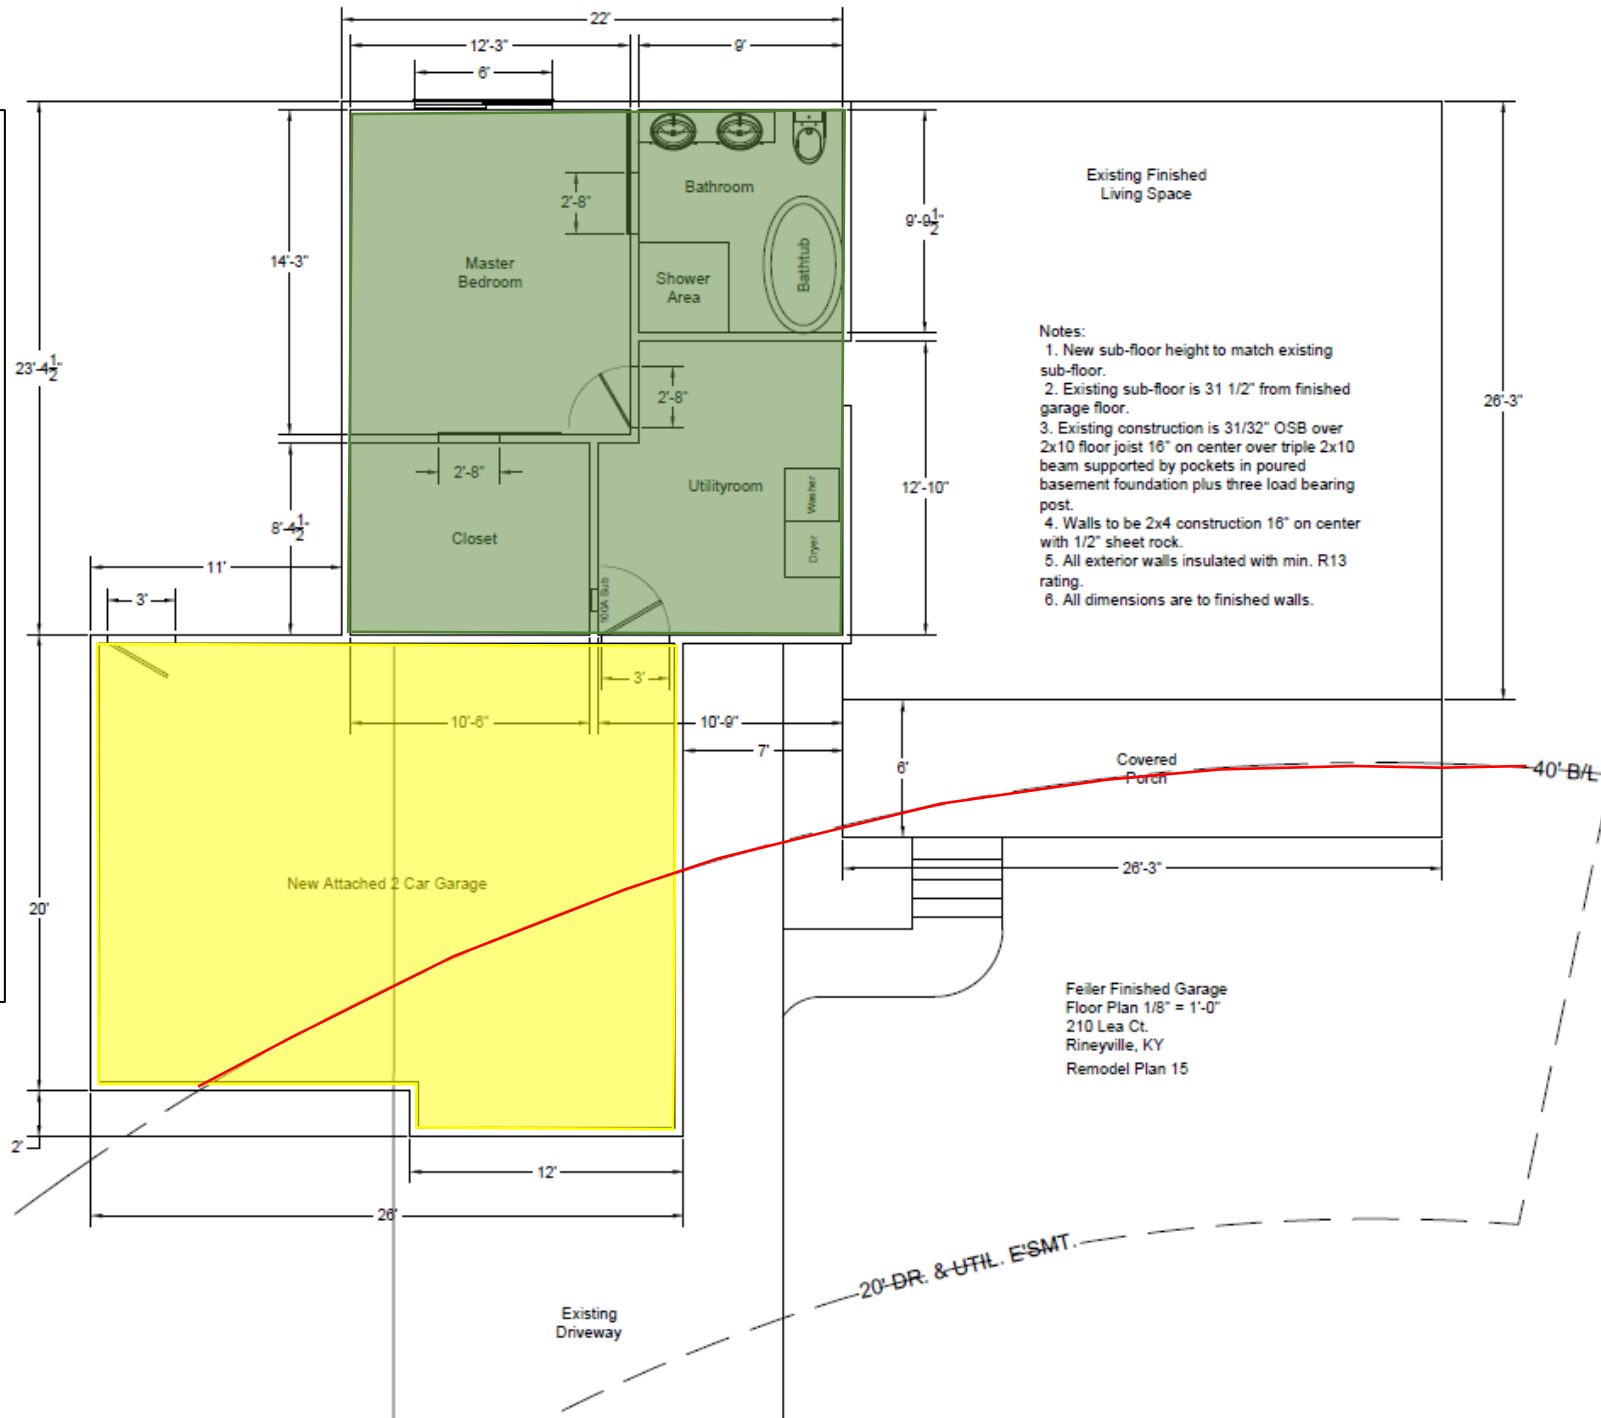 22'
12'-3"
9'
6'
Existing Finished
Living Space
Bathroom
2'-8"
9'-9 1/2"
14'-3"
Master
Bedroom
Shower
Area
Bathtub
Notes:
1. New sub-floor height to match existing
sub-floor.
2. Existing sub-floor is 31 1/2" from finished
garage floor.
3. Existing construction is 31/32" OSB over
2x10 floor joist 16" on center over triple 2x10
beam supported by pockets in poured
basement foundation plus three load bearing
post.
4. Walls to be 2x4 construction 16" on center
with 1/2" sheet rock.
5. All exterior walls insulated with min. R13
rating.
6. All dimensions are to finished walls.
23'-4 1/2"
2'-8"
26'-3"
2'-8"
Utilityroom
Washer
12'-10"
8'-4 1/2"
Closet
Dryer
11'
3'
100A Sub
3'
10'-6"
10'-9"
7'
6'
Covered
Porch
40' B/L
New Attached 2 Car Garage
26'-3"
20'
Feiler Finished Garage
Floor Plan 1/8" = 1'-0"
210 Lea Ct.
Rineyville, KY
Remodel Plan 15
2'
12'
26'
20' DR. & UTIL. E'SMT.
Existing
Driveway